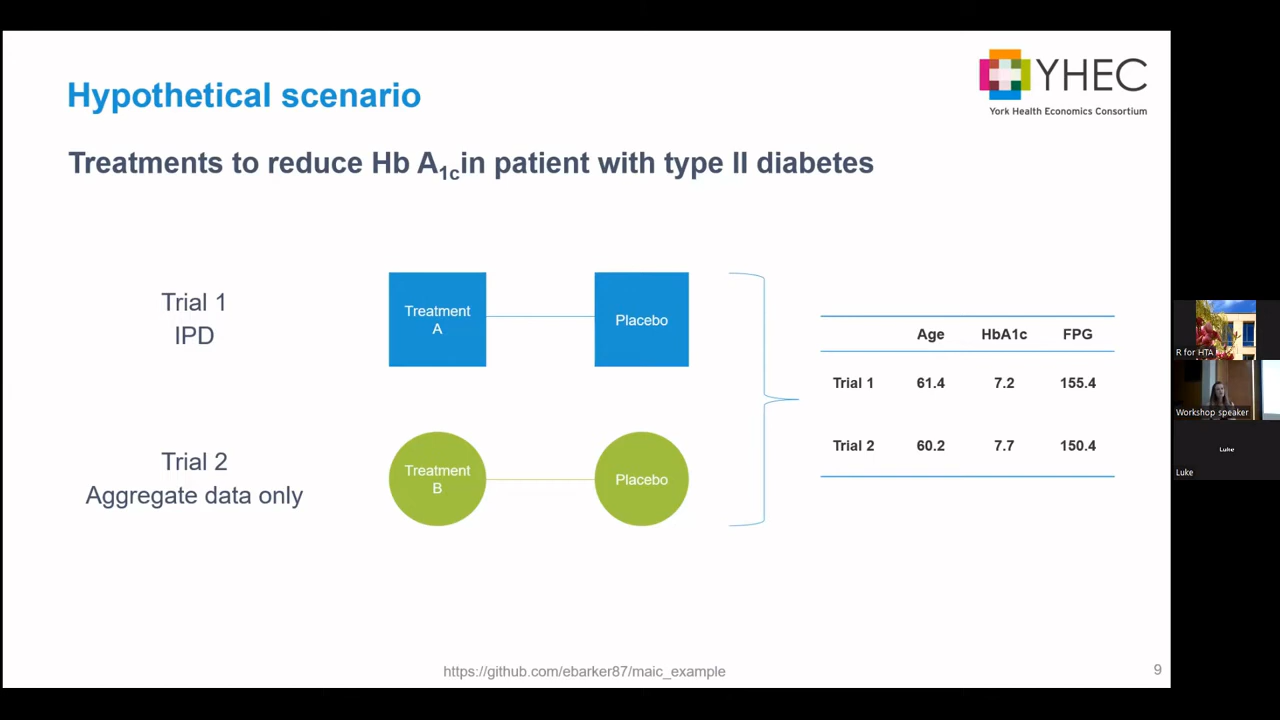 Hypothetical scenario
YHEC
York Health Economics Consortium
Treatments to reduce Hb A1cin patient with type II diabetes
Trial 1
IPD
Treatment
A
Placebo
Trial 2
Aggregate data only
Treatment
B
Placebo
Age HbA1c FPG
Trial 1 61.4 7.2 155.4
Trial 2 60.2 7.7 150.4
R for HTA
Workshop speaker
Luke
Luke
https://github.com/ebarker87/maic_example
9